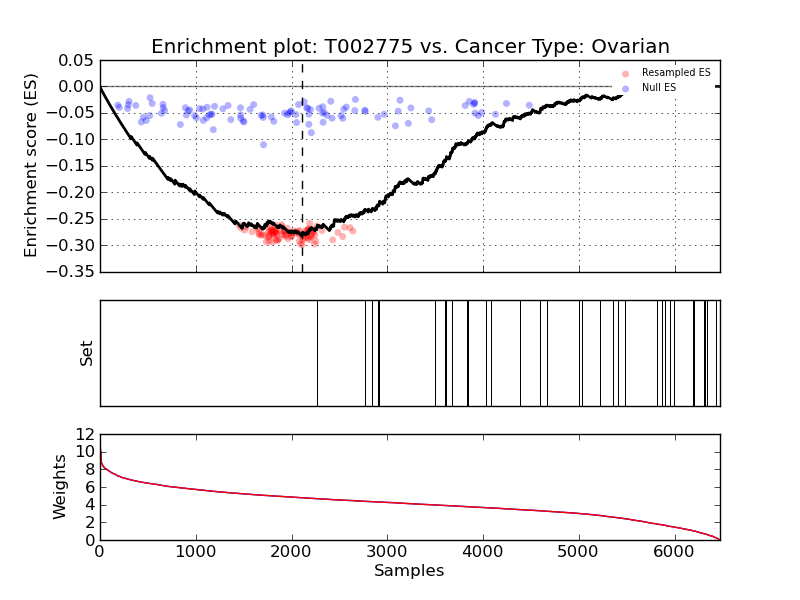 Enrichment plot: T002775 vs. Cancer Type: Ovarian
Enrichment score (ES)
0.05
0.00
−0.05
−0.10
−0.15
−0.20
−0.25
−0.30
−0.35
Resampled ES
Null ES
Set
Weights
12
10
8
6
4
2
0
0 1000 2000 3000 4000 5000 6000
Samples